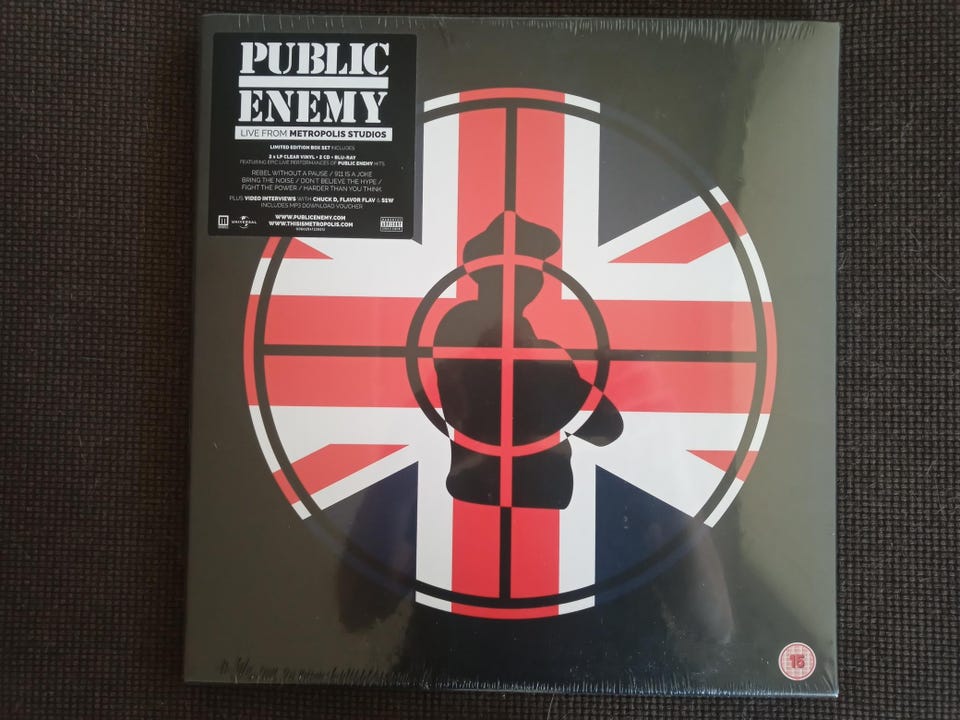 PUBLIC
ENEMY
LIVE FROM METROPOLIS STUDIOS
LIMITED EDITION BOX SET INCLUDES
2 x LP CLEAR VINYL • 2 CD • BLU-RAY
FEATURING EPIC LIVE PERFORMANCES OF PUBLIC ENEMY HITS
REBEL WITHOUT A PAUSE / 911 IS A JOKE
BRING THE NOISE / DON'T BELIEVE THE HYPE /
FIGHT THE POWER / HARDER THAN YOU THINK
PLUS VIDEO INTERVIEWS WITH CHUCK D, FLAVOR FLAV & S1W
INCLUDES MP3 DOWNLOAD VOUCHER
WWW.PUBLICENEMY.COM
WWW.THISISMETROPOLIS.COM
UNIVERSAL
15